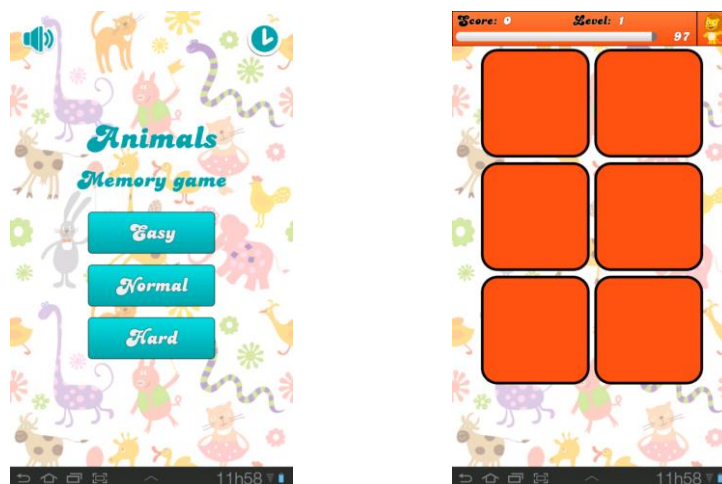 Animals
Memory game
Easy
Normal
Hard
11h58
Score: 0 Level: 1
97
11h58